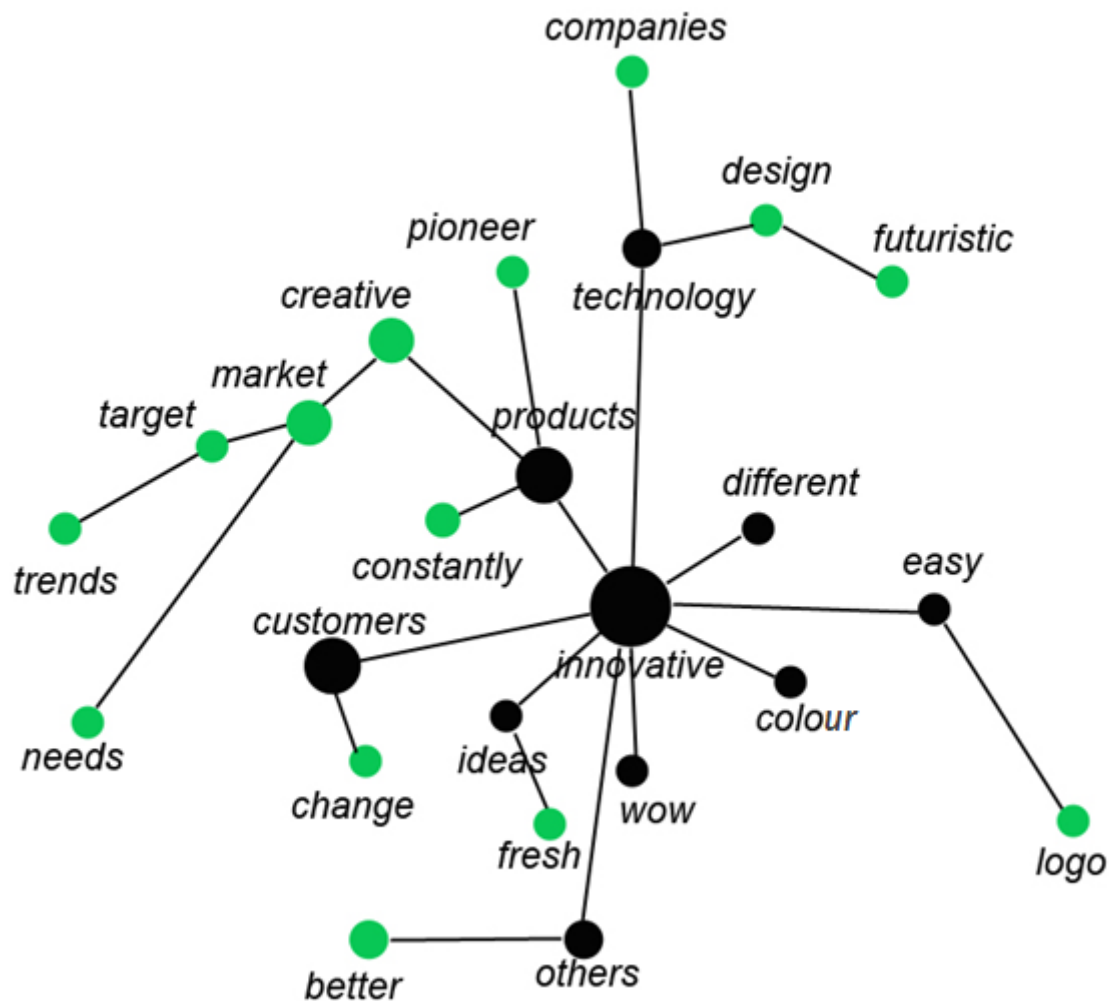 companies
design
pioneer
futuristic
creative
technology
market
target
products
different
trends
constantly
easy
customers
innovative
colour
needs
ideas
change
wow
fresh
logo
others
better